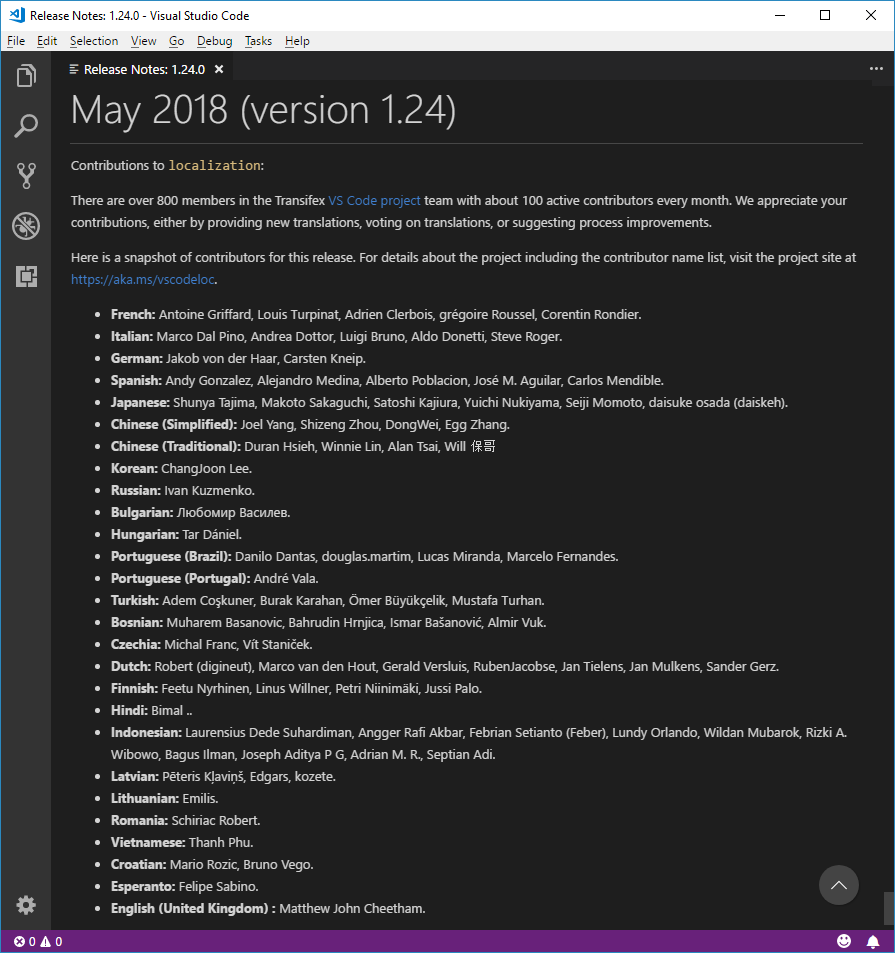 Release Notes: 1.24.0 - Visual Studio Code
File Edit Selection View Go Debug Tasks Help
Release Notes: 1.24.0
May 2018 (version 1.24)
Contributions to localization:
There are over 800 members in the Transifex VS Code project team with about 100 active contributors every month. We appreciate your
contributions, either by providing new translations, voting on translations, or suggesting process improvements.
Here is a snapshot of contributors for this release. For details about the project including the contributor name list, visit the project site at
https://aka.ms/vscodeloc.
• French: Antoine Griffard, Louis Turpinat, Adrien Clerbois, grégoire Roussel, Corentin Rondier.
• Italian: Marco Dal Pino, Andrea Dottor, Luigi Bruno, Aldo Donetti, Steve Roger.
• German: Jakob von der Haar, Carsten Kneip.
• Spanish: Andy Gonzalez, Alejandro Medina, Alberto Poblacion, José M. Aguilar, Carlos Mendible.
• Japanese: Shunya Tajima, Makoto Sakaguchi, Satoshi Kajiura, Yuichi Nukiyama, Seiji Momoto, daisuke osada (daiskeh).
• Chinese (Simplified): Joel Yang, Shizeng Zhou, DongWei, Egg Zhang.
• Chinese (Traditional): Duran Hsieh, Winnie Lin, Alan Tsai, Will 保哥
• Korean: ChangJoon Lee.
• Russian: Ivan Kuzmenko.
• Bulgarian: Любомир Василев.
• Hungarian: Tar Dániel.
• Portuguese (Brazil): Danilo Dantas, douglas.martim, Lucas Miranda, Marcelo Fernandes.
• Portuguese (Portugal): André Vala.
• Turkish: Adem Coşkuner, Burak Karahan, Ömer Büyükçelik, Mustafa Turhan.
• Bosnian: Muharem Basanovic, Bahrudin Hrnjica, Ismar Bašanović, Almir Vuk.
• Czechia: Michal Franc, Vít Staniček.
• Dutch: Robert (digineut), Marco van den Hout, Gerald Versluis, RubenJacobse, Jan Tielens, Jan Mulkens, Sander Gerz.
• Finnish: Feetu Nyrhinen, Linus Willner, Petri Niinimäki, Jussi Palo.
• Hindi: Bimal ..
• Indonesian: Laurensius Dede Suhardiman, Angger Rafi Akbar, Febrian Setianto (Feber), Lundy Orlando, Wildan Mubarok, Rizki A.
Wibowo, Bagus Ilman, Joseph Aditya P G, Adrian M. R., Septian Adi.
• Latvian: Pēteris Kļaviņš, Edgars, kozete.
• Lithuanian: Emilis.
• Romania: Schiriac Robert.
• Vietnamese: Thanh Phu.
• Croatian: Mario Rozic, Bruno Vego.
• Esperanto: Felipe Sabino.
• English (United Kingdom) : Matthew John Cheetham.
0 0